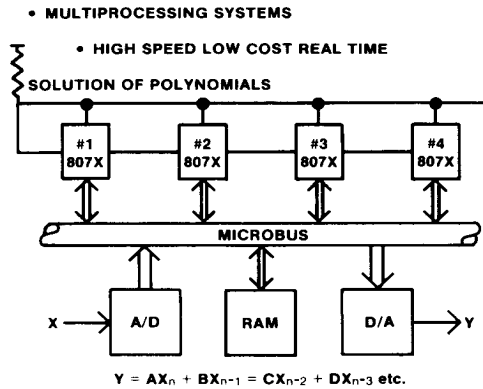 • MULTIPROCESSING SYSTEMS
• HIGH SPEED LOW COST REAL TIME
SOLUTION OF POLYNOMIALS
#1 #2 #3 #4
807X 807X 807X 807X
MICROBUS
X A/D RAM D/A Y
Y = AXn + BXn-1 = CXn-2 + DXn-3 etc.